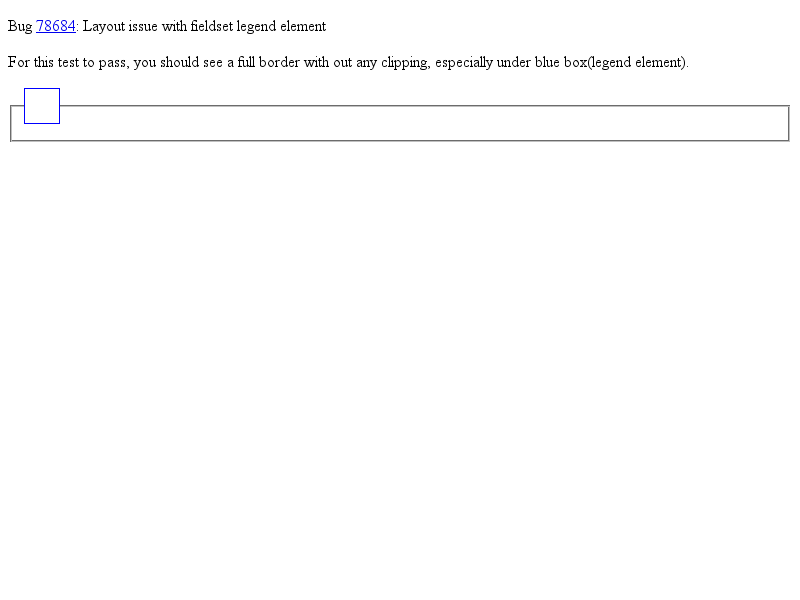 Bug 78684: Layout issue with fieldset legend element
For this test to pass, you should see a full border with out any clipping, especially under blue box(legend element).